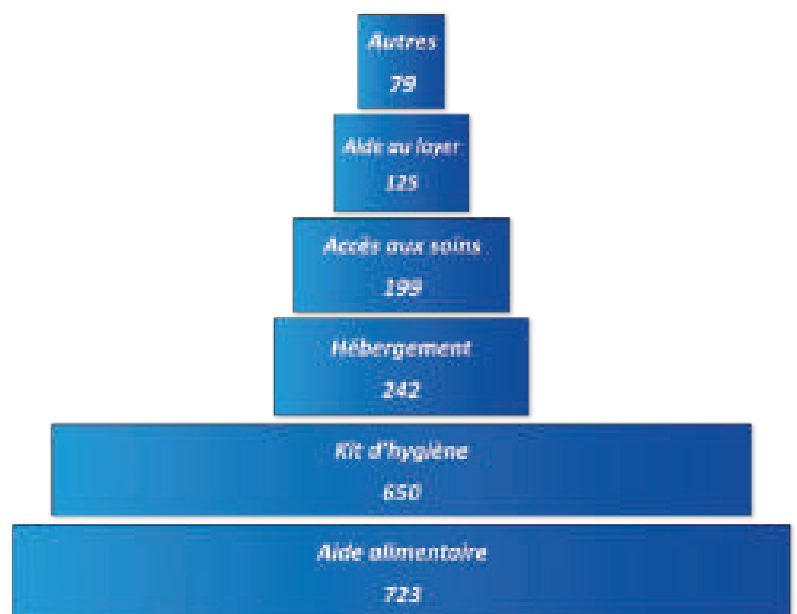 Autres
79
Aide au loyer
125
Accès aux soins
199
Hébergement
242
Kit d'hygiène
650
Aide alimentaire
723